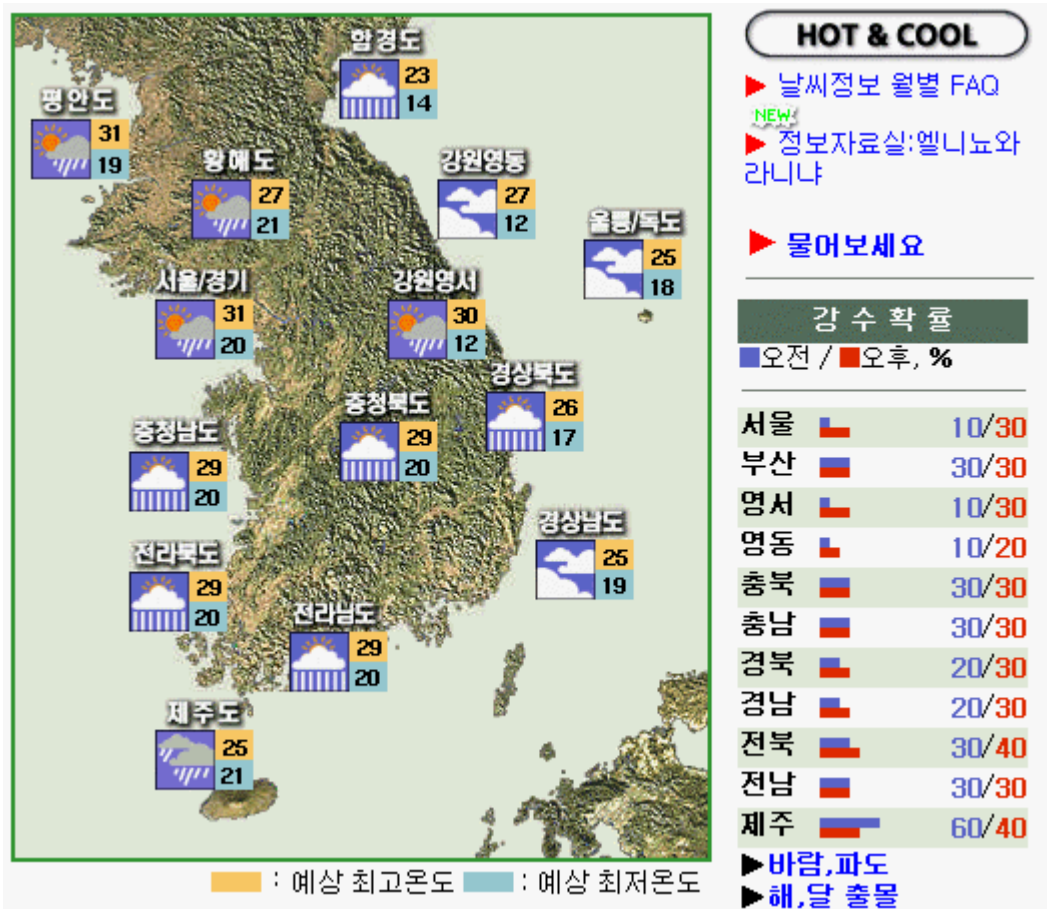 함경도
23
14
평안도
31
19
황해도
27
21
강원영동
27
12
울릉/독도
25
18
서울/경기
31
20
강원영서
30
12
경상북도
26
17
충청북도
29
20
충청남도
29
20
경상남도
25
19
전라북도
29
20
전라남도
29
20
제주도
25
21
: 예상 최고온도 : 예상 최저온도
HOT & COOL
▶ 날씨정보 월별 FAQ
NEW
▶ 정보자료실:엘니뇨와
라니냐
▶ 물어보세요
강수확률
오전 / 오후, %
서울 10/30
부산 30/30
영서 10/30
영동 10/20
충북 30/30
충남 30/30
경북 20/30
경남 20/30
전북 30/40
전남 30/30
제주 60/40
▶바람,파도
▶해,달 출몰